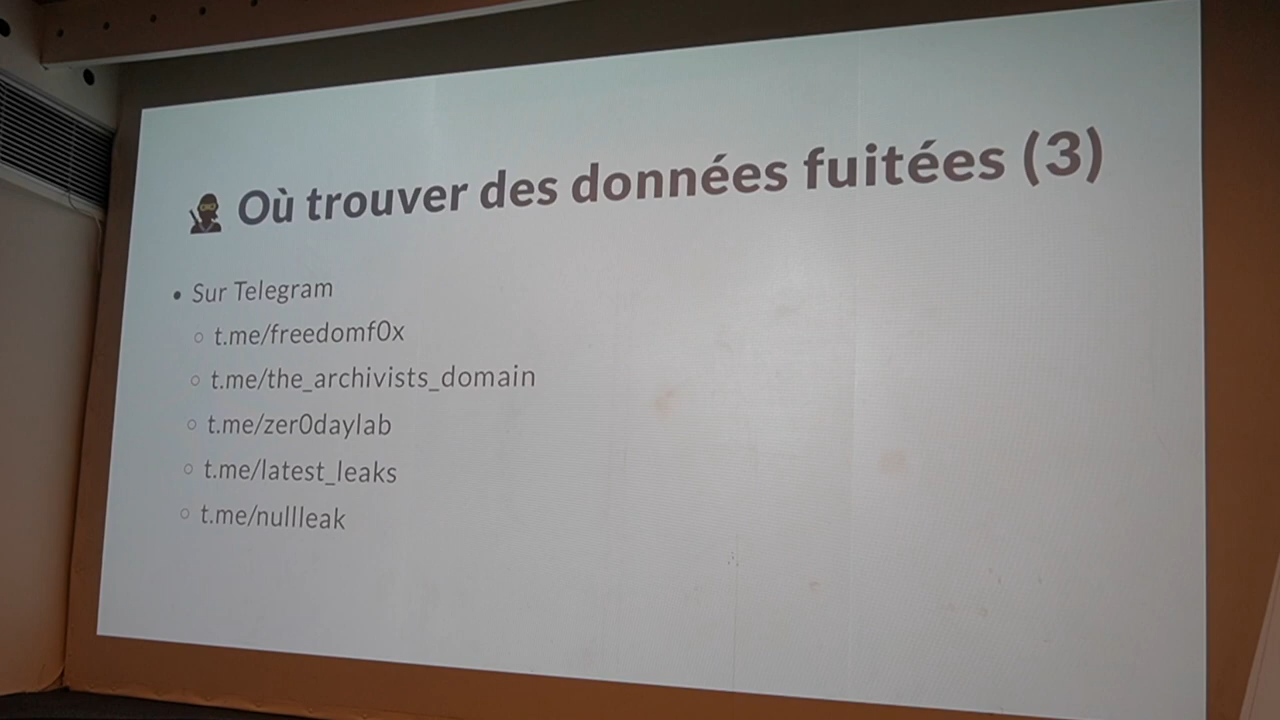 Où trouver des données fuitées (3)
• Sur Telegram
○ t.me/freedomf0x
○ t.me/the_archivists_domain
○ t.me/zer0daylab
○ t.me/latest_leaks
○ t.me/nullleak